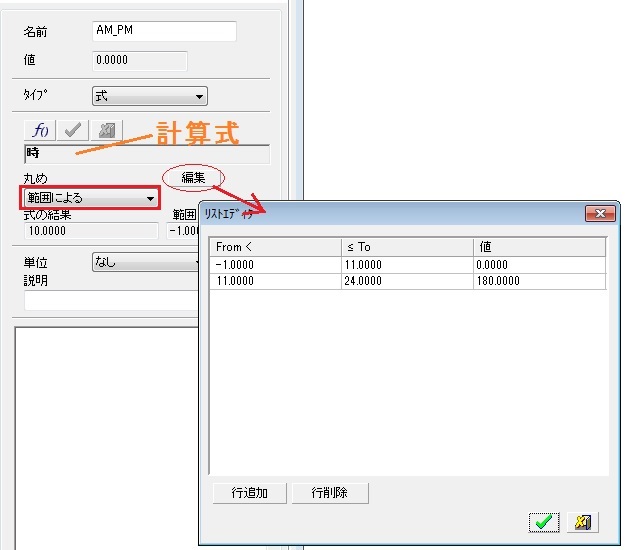 名前 AM_PM
値 0.0000
ﾀｲﾌﾟ 式
f()
計算式
時
丸め 編集
範囲による
式の結果 範囲
10.0000 -1.00
単位 なし
説明
ﾘｽﾄｴﾃﾞｨﾀ
From < ≤ To 値
-1.0000 11.0000 0.0000
11.0000 24.0000 180.0000
行追加 行削除